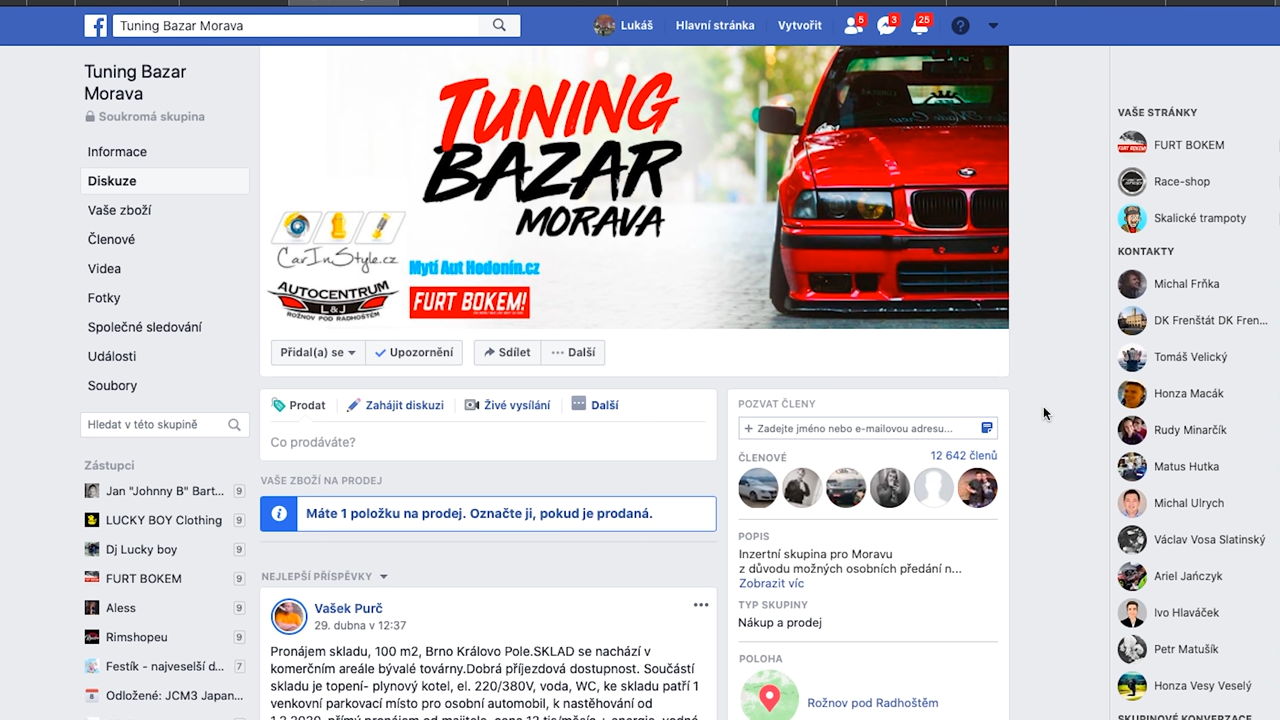 Tuning Bazar Morava
Lukáš
Hlavní stránka
Vytvořit
5
3
25
?
Tuning Bazar
Morava
Soukromá skupina
Informace
Diskuze
Vaše zboží
Členové
Videa
Fotky
Společné sledování
Události
Soubory
Hledat v této skupině
Zástupci
Jan "Johnny B" Bart... 9
LUCKY BOY Clothing 9
Dj Lucky boy 9
FURT BOKEM 9
Aless 9
Rimshopeu 9
Festík - nejveselší d... 7
Odložené: JCM3 Japan...
TUNING
BAZAR
MORAVA
CarInStyle.cz
Mytí Aut Hodonín.cz
AUTOCENTRUM
L&J
ROŽNOV POD RADHOŠTĚM
FURT BOKEM!
Přidal(a) se
Upozornění
Sdílet
Další
Prodat
Zahájit diskuzi
Živé vysílání
Další
Co prodáváte?
VAŠE ZBOŽÍ NA PRODEJ
Máte 1 položku na prodej. Označte ji, pokud je prodaná.
NEJLEPŠÍ PŘÍSPĚVKY
Vašek Purč
29. dubna v 12:37
Pronájem skladu, 100 m2, Brno Královo Pole.SKLAD se nachází v
komerčním areále bývalé továrny.Dobrá příjezdová dostupnost. Součástí
skladu je topení- plynový kotel, el. 220/380V, voda, WC, ke skladu patří 1
venkovní parkovací místo pro osobní automobil, k nastěhování od
POZVAT ČLENY
+ Zadejte jméno nebo e-mailovou adresu...
ČLENOVÉ
12 642 členů
POPIS
Inzertní skupina pro Moravu
z důvodu možných osobních předání n...
Zobrazit víc
TYP SKUPINY
Nákup a prodej
POLOHA
Rožnov pod Radhoštěm
VAŠE STRÁNKY
FURT BOKEM
Race-shop
Skalické trampoty
KONTAKTY
Michal Frňka
DK Frenštát DK Fren...
Tomáš Velický
Honza Macák
Rudy Minarčík
Matus Hutka
Michal Ulrych
Václav Vosa Slatinský
Ariel Jańczyk
Ivo Hlaváček
Petr Matušík
Honza Vesy Veselý
SKUPINOVÉ KONVERZACE